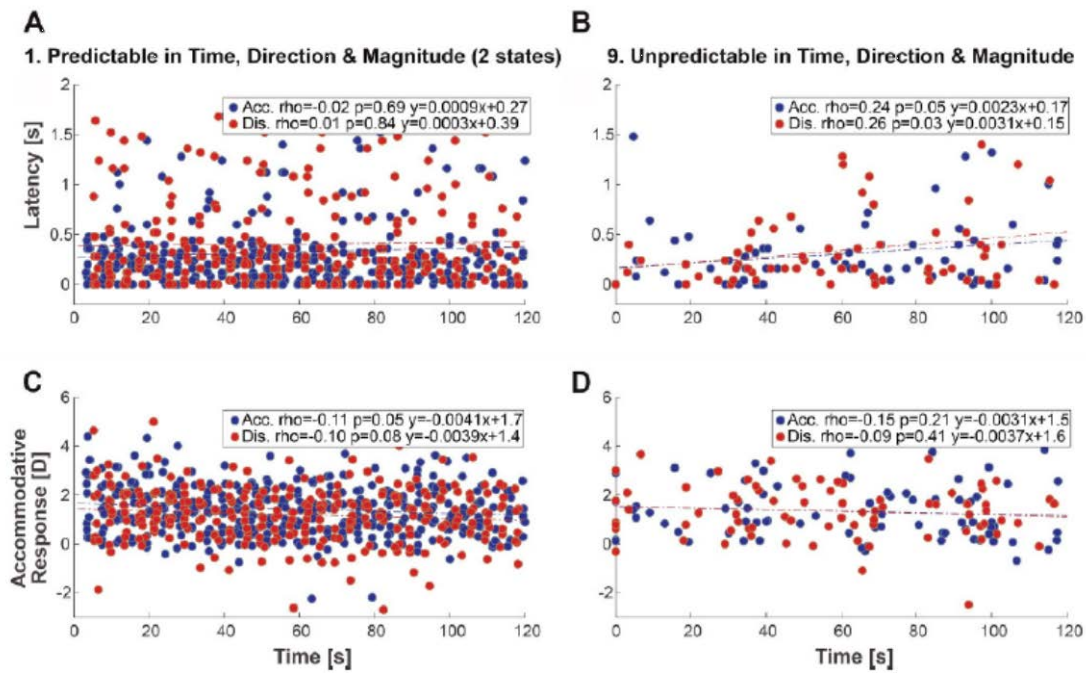 A
B
1. Predictable in Time, Direction & Magnitude (2 states)
9. Unpredictable in Time, Direction & Magnitude
Latency [s]
2
1.5
1
0.5
0
Acc. rho=-0.02 p=0.69 y=0.0009x+0.27
Dis. rho=0.01 p=0.84 y=0.0003x+0.39
0 20 40 60 80 100 120
2
1.5
1
0.5
0
Acc. rho=0.24 p=0.05 y=0.0023x+0.17
Dis. rho=0.26 p=0.03 y=0.0031x+0.15
0 20 40 60 80 100 120
C
D
Accommodative
Response [D]
6
4
2
0
-2
Acc. rho=-0.11 p=0.05 y=-0.0041x+1.7
Dis. rho=-0.10 p=0.08 y=-0.0039x+1.4
0 20 40 60 80 100 120
Time [s]
6
4
2
0
-2
Acc. rho=-0.15 p=0.21 y=-0.0031x+1.5
Dis. rho=-0.09 p=0.41 y=-0.0037x+1.6
0 20 40 60 80 100 120
Time [s]